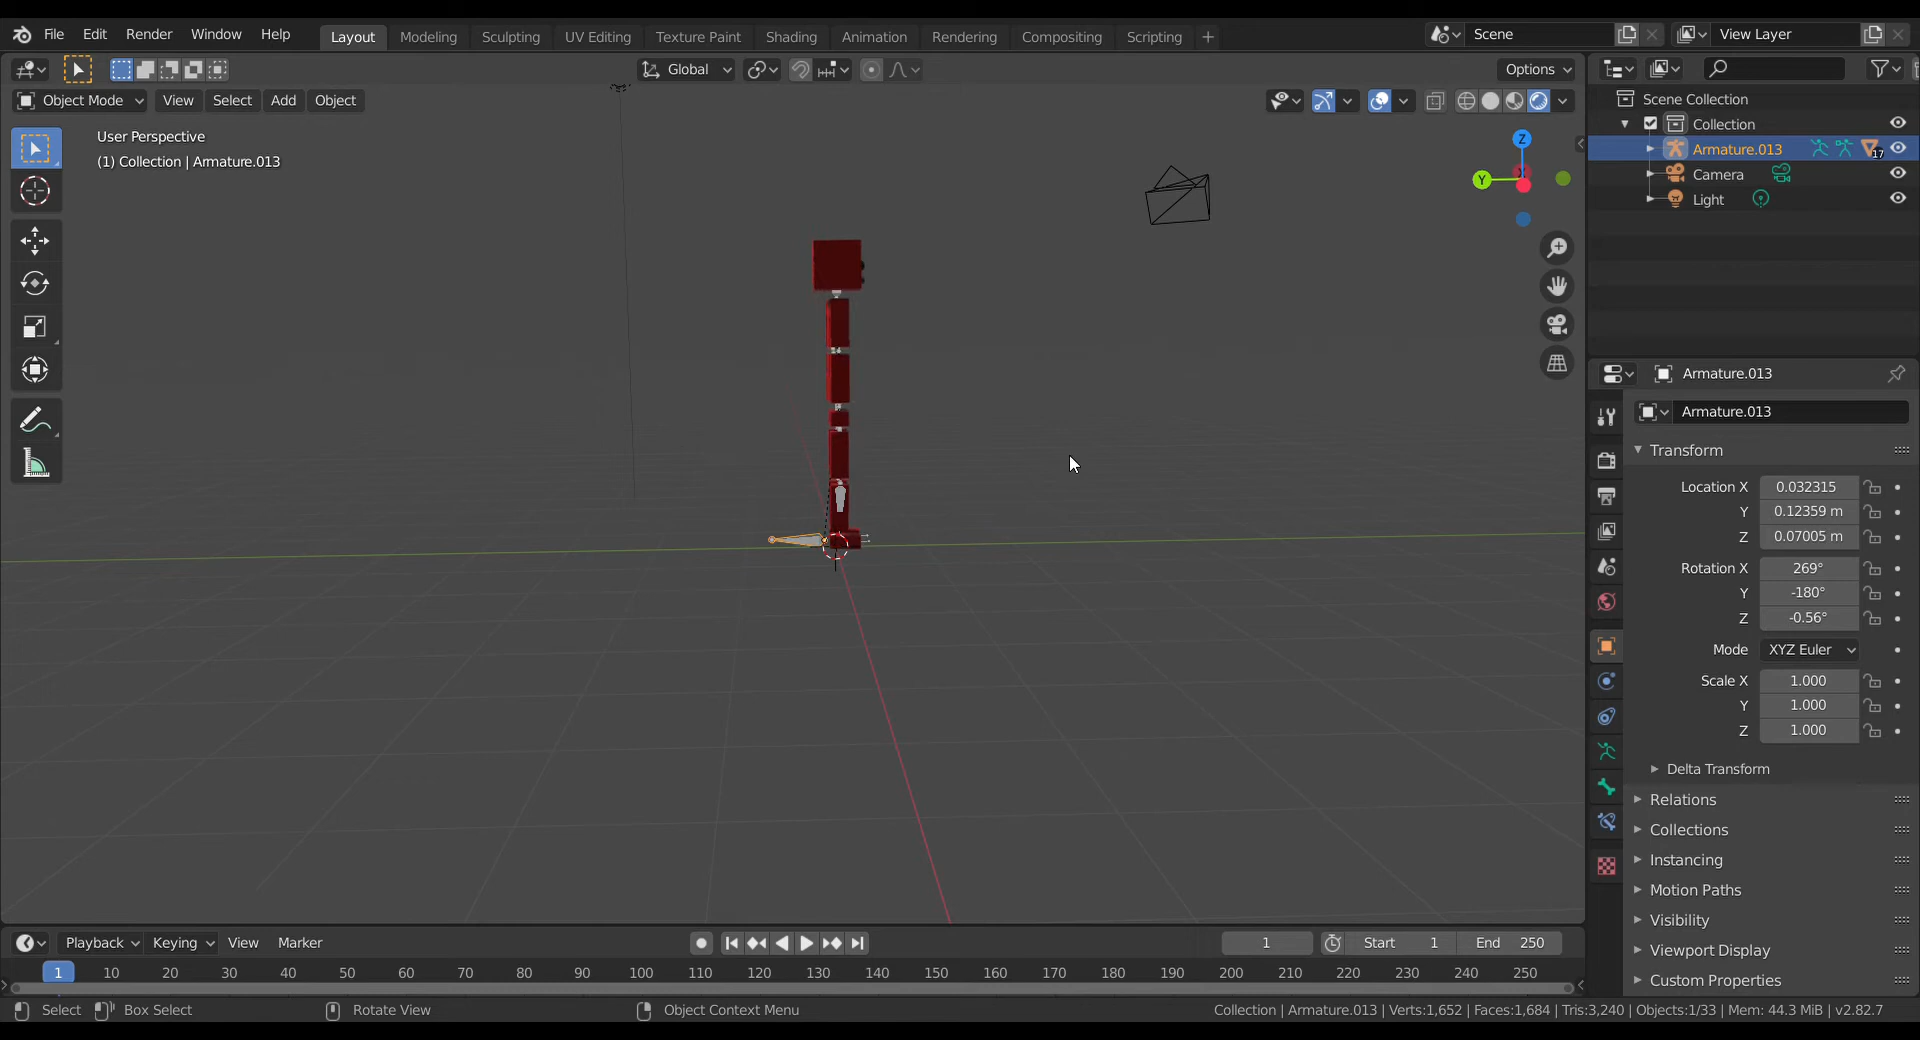 File Edit Render Window Help Layout Modeling Sculpting UV Editing Texture Paint Shading Animation Rendering Compositing Scripting + Scene View Layer
Global Options
Object Mode View Select Add Object
User Perspective
(1) Collection | Armature.013
Z
Y
Scene Collection
Collection
Armature.013 17
Camera
Light
Armature.013
Armature.013
Transform
Location X 0.032315
Y 0.12359 m
Z 0.07005 m
Rotation X 269°
Y -180°
Z -0.56°
Mode XYZ Euler
Scale X 1.000
Y 1.000
Z 1.000
Delta Transform
Relations
Collections
Instancing
Motion Paths
Visibility
Viewport Display
Custom Properties
Playback Keying View Marker 1 Start 1 End 250
1 10 20 30 40 50 60 70 80 90 100 110 120 130 140 150 160 170 180 190 200 210 220 230 240 250
Select Box Select Rotate View Object Context Menu Collection | Armature.013 | Verts:1,652 | Faces:1,684 | Tris:3,240 | Objects:1/33 | Mem: 44.3 MiB | v2.82.7